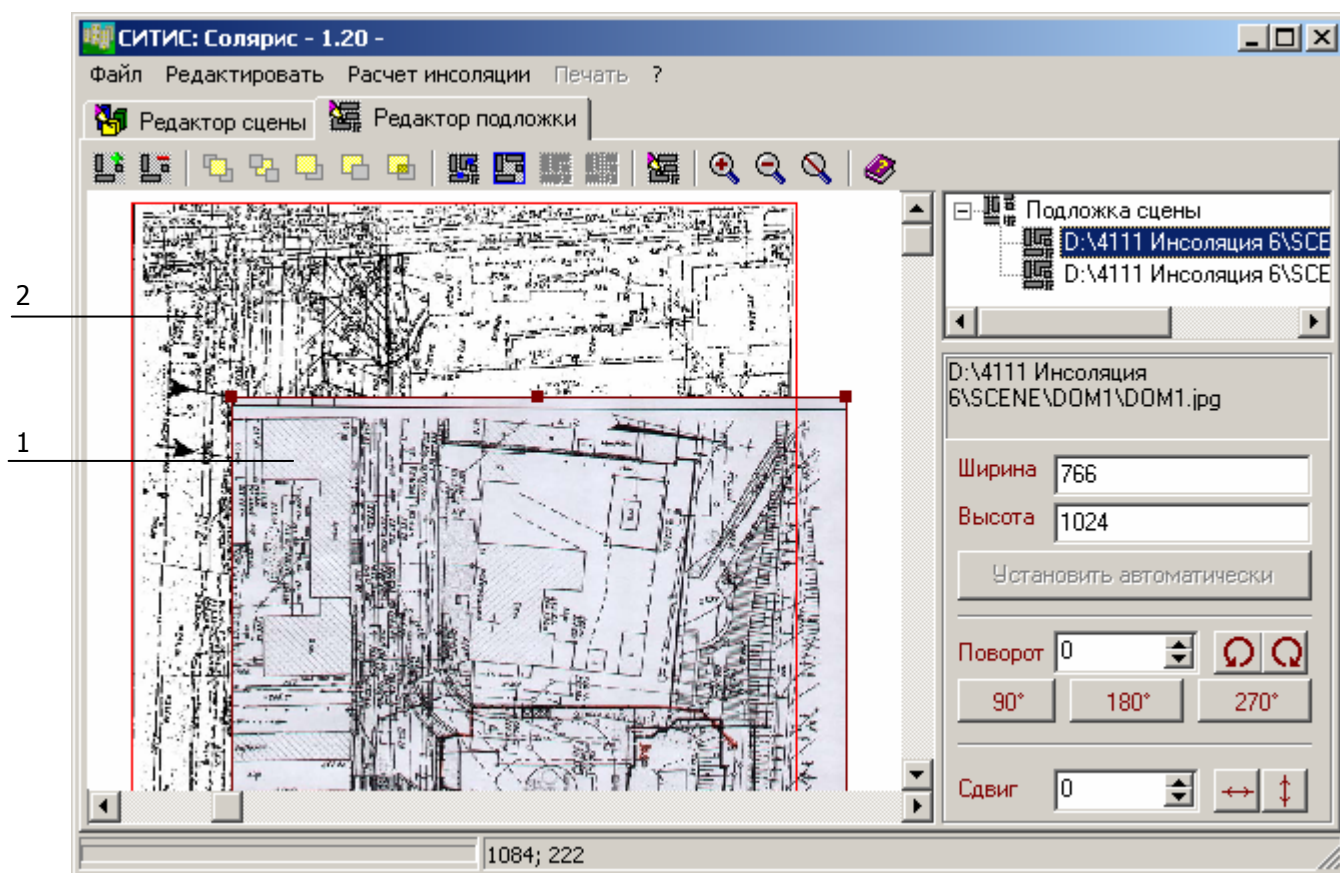 СИТИС: Солярис - 1.20 -
Файл Редактировать Расчет инсоляции Печать ?
Редактор сцены Редактор подложки
Подложка сцены
D:\4111 Инсоляция 6\SCE
D:\4111 Инсоляция 6\SCE
2
D:\4111 Инсоляция
6\SCENE\DOM1\DOM1.jpg
1
Ширина 766
Высота 1024
Установить автоматически
Поворот 0
90° 180° 270°
Сдвиг 0
1084; 222